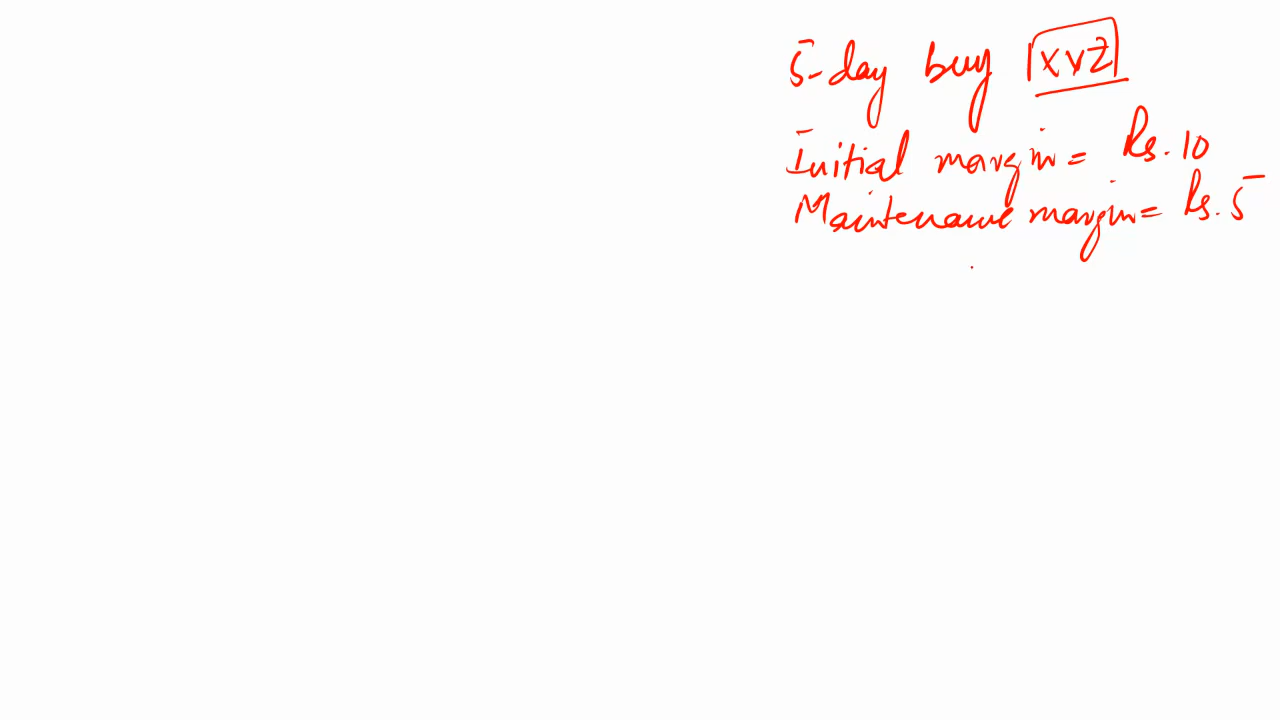 5-day buy XYZ
Initial margin = Rs. 10
Maintenance margin = Rs. 5